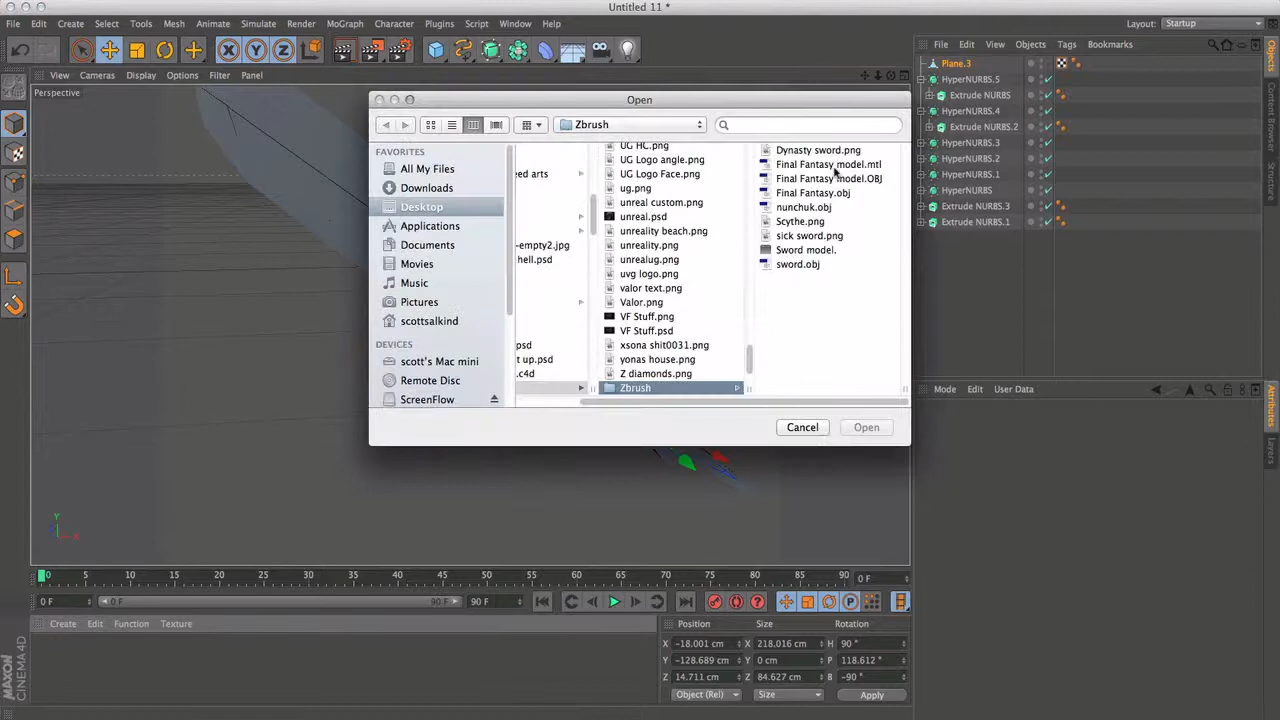 Untitled 11 *
File Edit Create Select Tools Mesh Animate Simulate Render MoGraph Character Plugins Script Window Help
Layout: Startup
X Y Z
File Edit View Objects Tags Bookmarks
View Cameras Display Options Filter Panel
Perspective
Plane.3
HyperNURBS.5
Extrude NURBS
HyperNURBS.4
Extrude NURBS.2
HyperNURBS.3
HyperNURBS.2
HyperNURBS.1
HyperNURBS
Extrude NURBS.3
Extrude NURBS.1
Objects
Content Browser
Structure
Open
Zbrush
FAVORITES
All My Files
Downloads
Desktop
Applications
Documents
Movies
Music
Pictures
scottsalkind
DEVICES
scott's Mac mini
Remote Disc
ScreenFlow
eed arts
-empty2.jpg
hell.psd
psd
t up.psd
.c4d
UG HC.png
UG Logo angle.png
UG Logo Face.png
ug.png
unreal custom.png
unreal.psd
unreality beach.png
unreality.png
unrealug.png
uvg logo.png
valor text.png
Valor.png
VF Stuff.png
VF Stuff.psd
xsona shit0031.png
yonas house.png
Z diamonds.png
Zbrush
Dynasty sword.png
Final Fantasy model.mtl
Final Fantasy model.OBJ
Final Fantasy.obj
nunchuk.obj
Scythe.png
sick sword.png
Sword model.
sword.obj
Cancel Open
Mode Edit User Data
Attributes
Layers
Y
X
0 5 10 15 20 25 30 35 40 45 50 55 60 65 70 75 80 85 90 0 F
0 F 0 F 90 F 90 F
P
Create Edit Function Texture
Position Size Rotation
X -18.001 cm X 218.016 cm H 90 °
Y -128.689 cm Y 0 cm P 118.612 °
Z 14.711 cm Z 84.627 cm B -90 °
Object (Rel) Size Apply
MAXON
CINEMA 4D